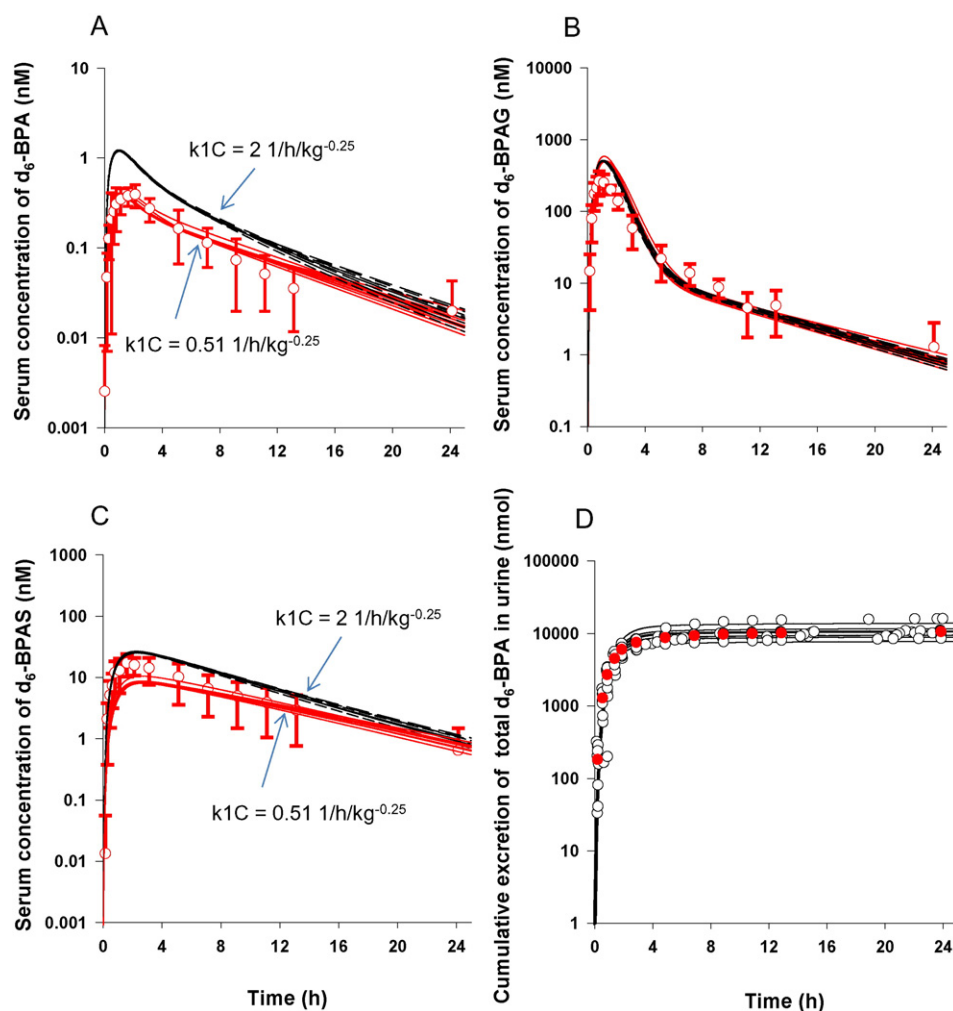 A
Serum concentration of d6-BPA (nM)
10
1
0.1
0.01
0.001
k1C = 2 1/h/kg^-0.25
k1C = 0.51 1/h/kg^-0.25
0 4 8 12 16 20 24
B
Serum concentration of d6-BPAG (nM)
10000
1000
100
10
1
0.1
0 4 8 12 16 20 24
C
Serum concentration of d6-BPAS (nM)
1000
100
10
1
0.1
0.01
0.001
k1C = 2 1/h/kg^-0.25
k1C = 0.51 1/h/kg^-0.25
0 4 8 12 16 20 24
Time (h)
D
Cumulative excretion of total d6-BPA in urine (nmol)
100000
10000
1000
100
10
1
0 4 8 12 16 20 24
Time (h)